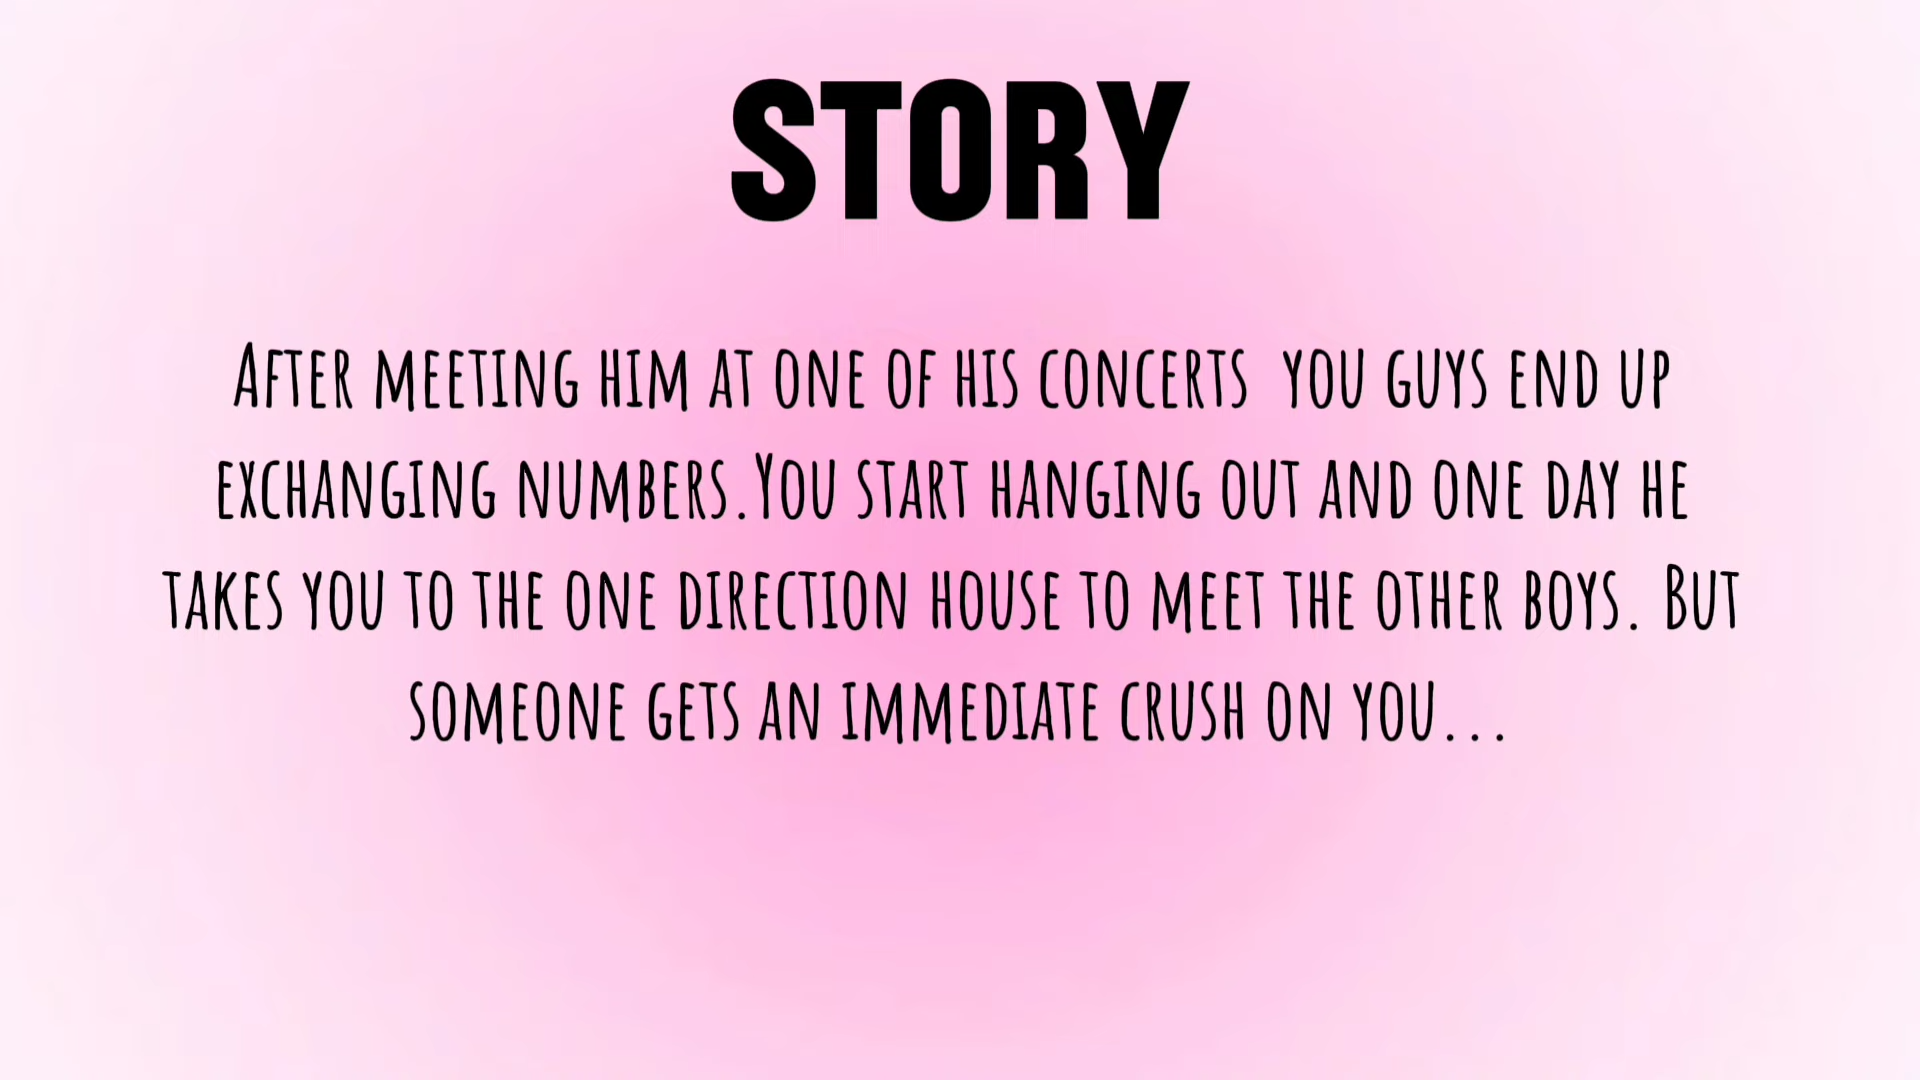 STORY
After meeting him at one of his concerts  you guys end up
exchanging numbers.You start hanging out and one day he
takes you to the one direction house to meet the other boys. But
someone gets an immediate crush on you...